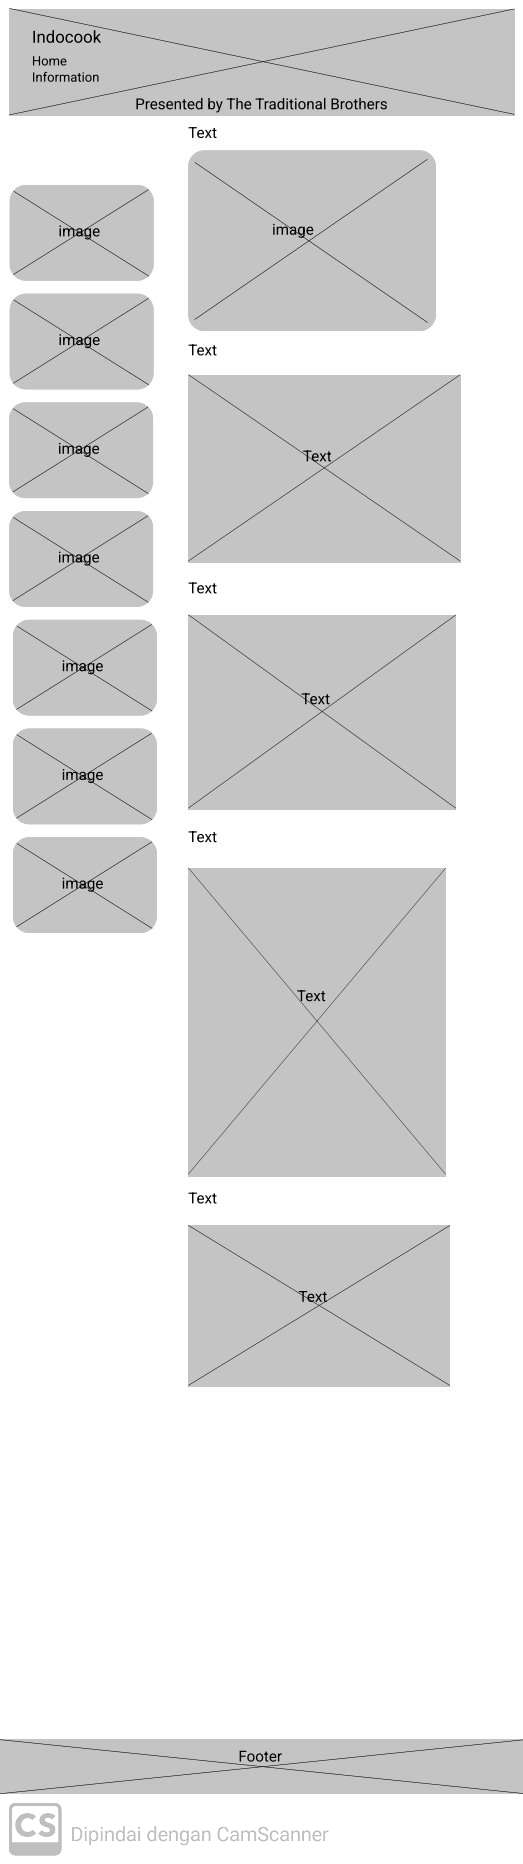 Indocook
Home
Information
Presented by The Traditional Brothers
image
image
image
image
image
image
image
Text
image
Text
Text
Text
Text
Text
Text
Text
Text
Footer
CS Dipindai dengan CamScanner